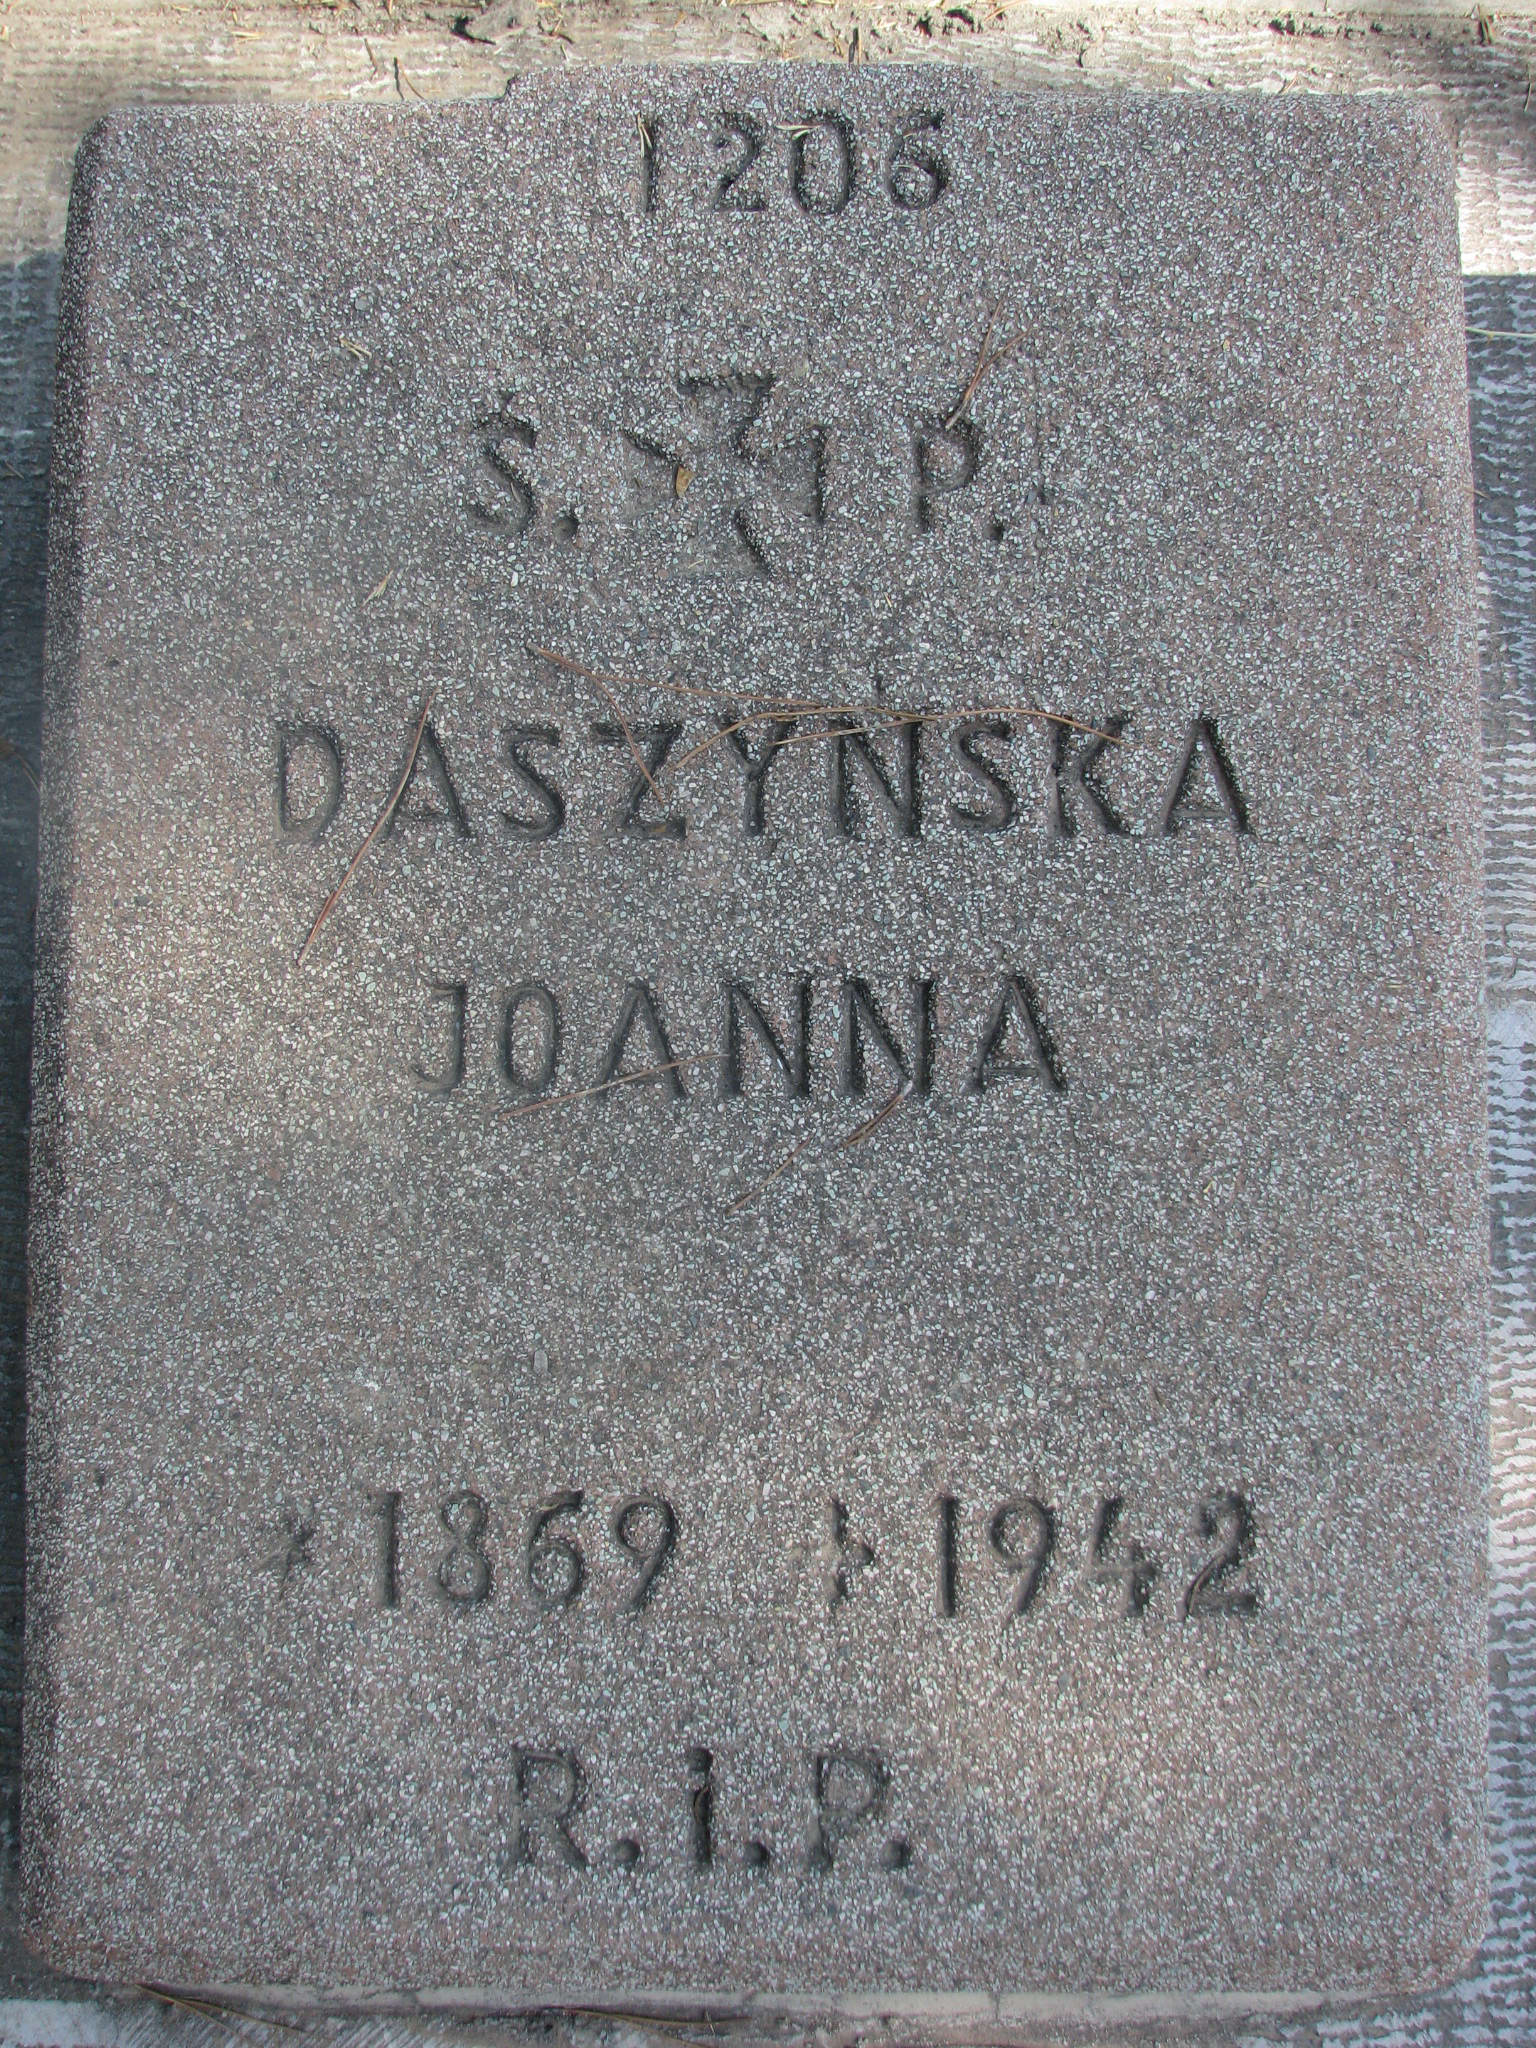 1206
Ś. P.
DASZYŃSKA
JOANNA
* 1869 † 1942
R.I.P.